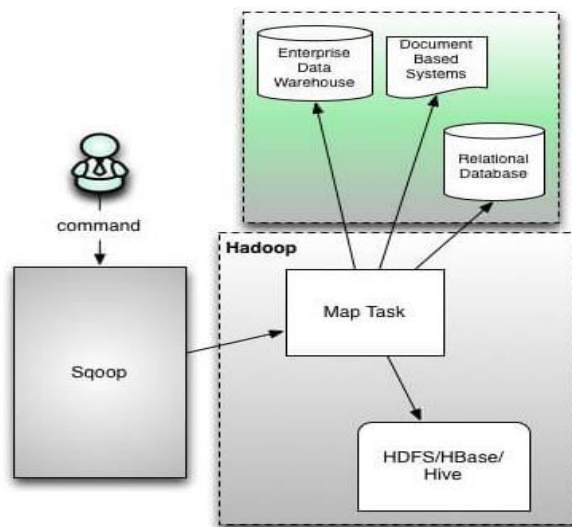 Enterprise
Data
Warehouse
Document
Based
Systems
Relational
Database
command
Hadoop
Map Task
Sqoop
HDFS/HBase/
Hive